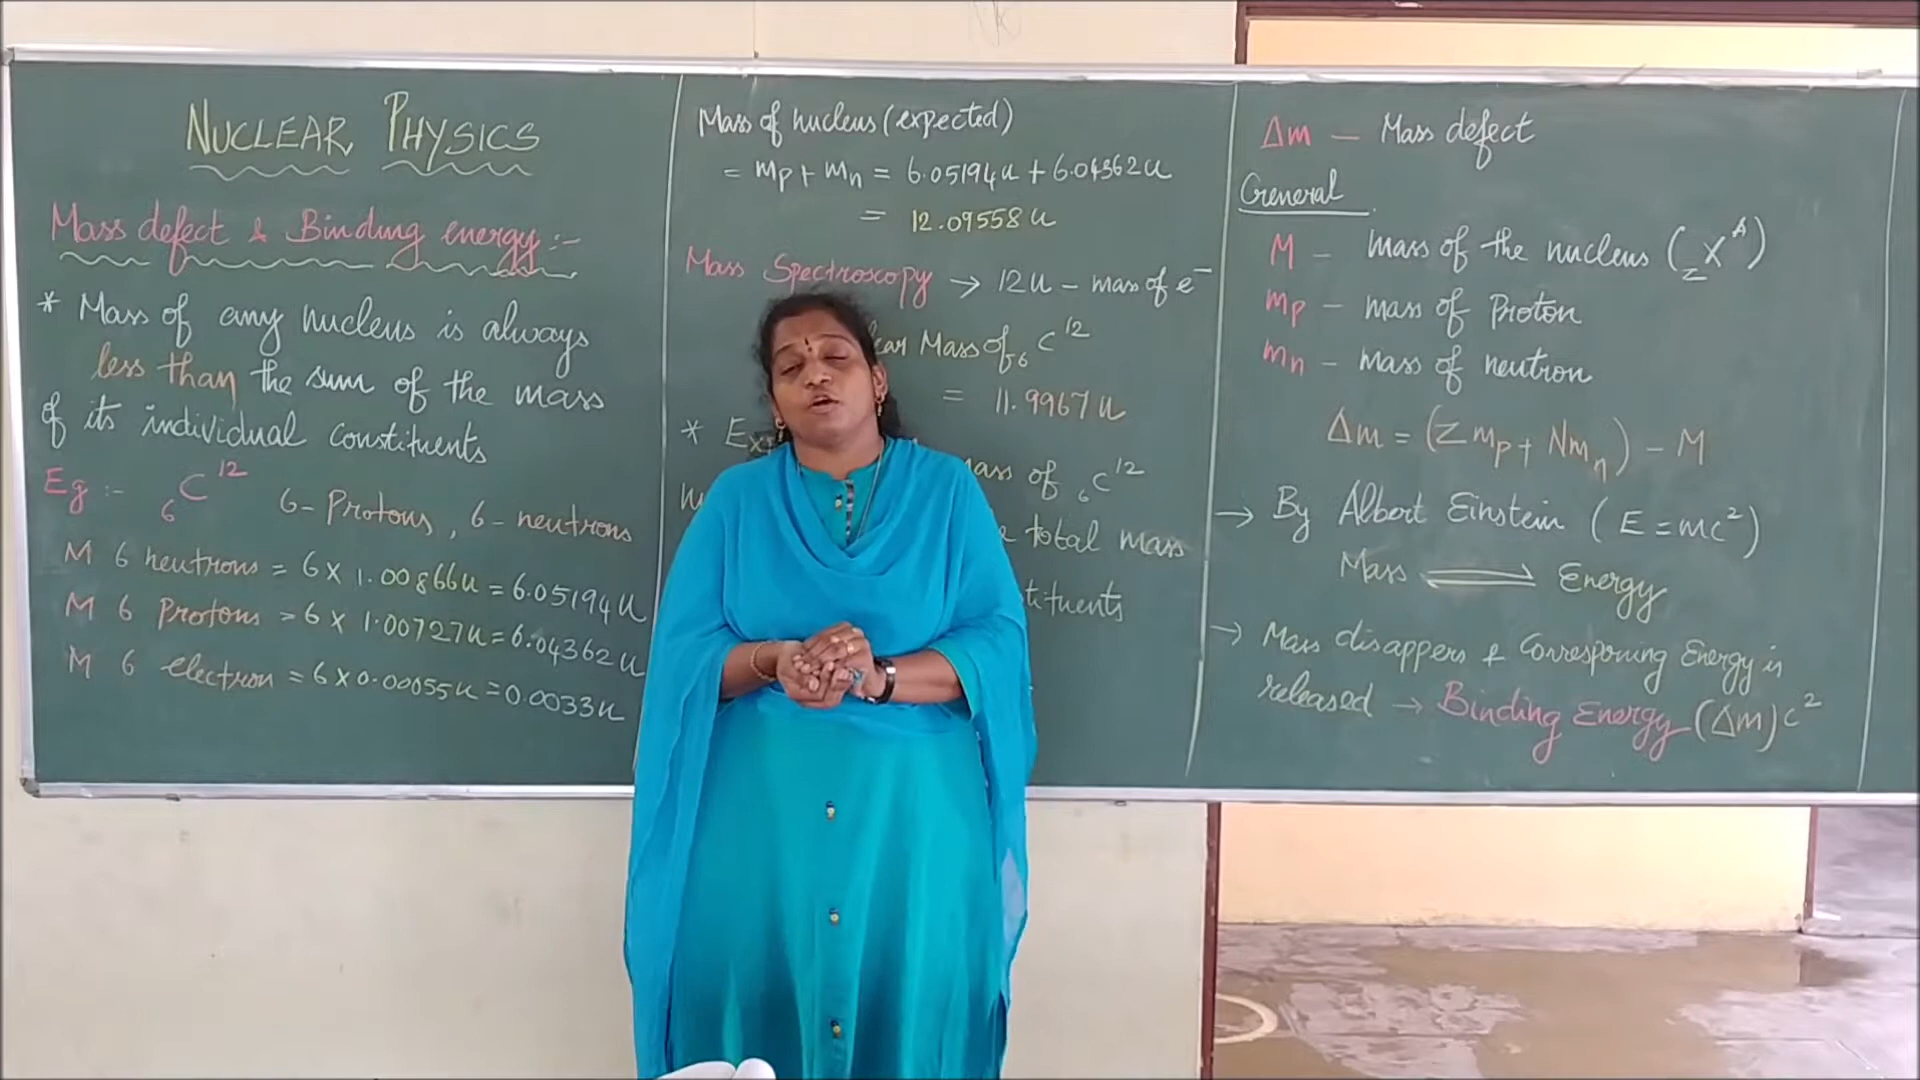 NUCLEAR PHYSICS
Mass defect & Binding energy :-
* Mass of any nucleus is always
less than the sum of the mass
of its individual constituents
Eg :- ₆C¹² 6- Protons, 6- neutrons
M 6 neutrons = 6 x 1.00866u = 6.05194u
M 6 Protons = 6 x 1.00727u = 6.04362u
M 6 electron = 6 x 0.00055u = 0.0033u
Mass of nucleus (expected)
= mp + mn = 6.05194u + 6.04362u
= 12.09558u
Mass Spectroscopy → 12u - mass of e⁻
Mass of ₆C¹²
= 11.9967u
*
of ₆C¹²
total mass
Δm — Mass defect
General
M – mass of the nucleus (zXᴬ)
mp – mass of Proton
mn – mass of neutron
Δm = (Zmp + Nmn) - M
→ By Albert Einstein (E = mc²)
Mass ⇌ Energy
→ Mass disappers & Corresponing Energy is
released → Binding Energy (Δm)c²